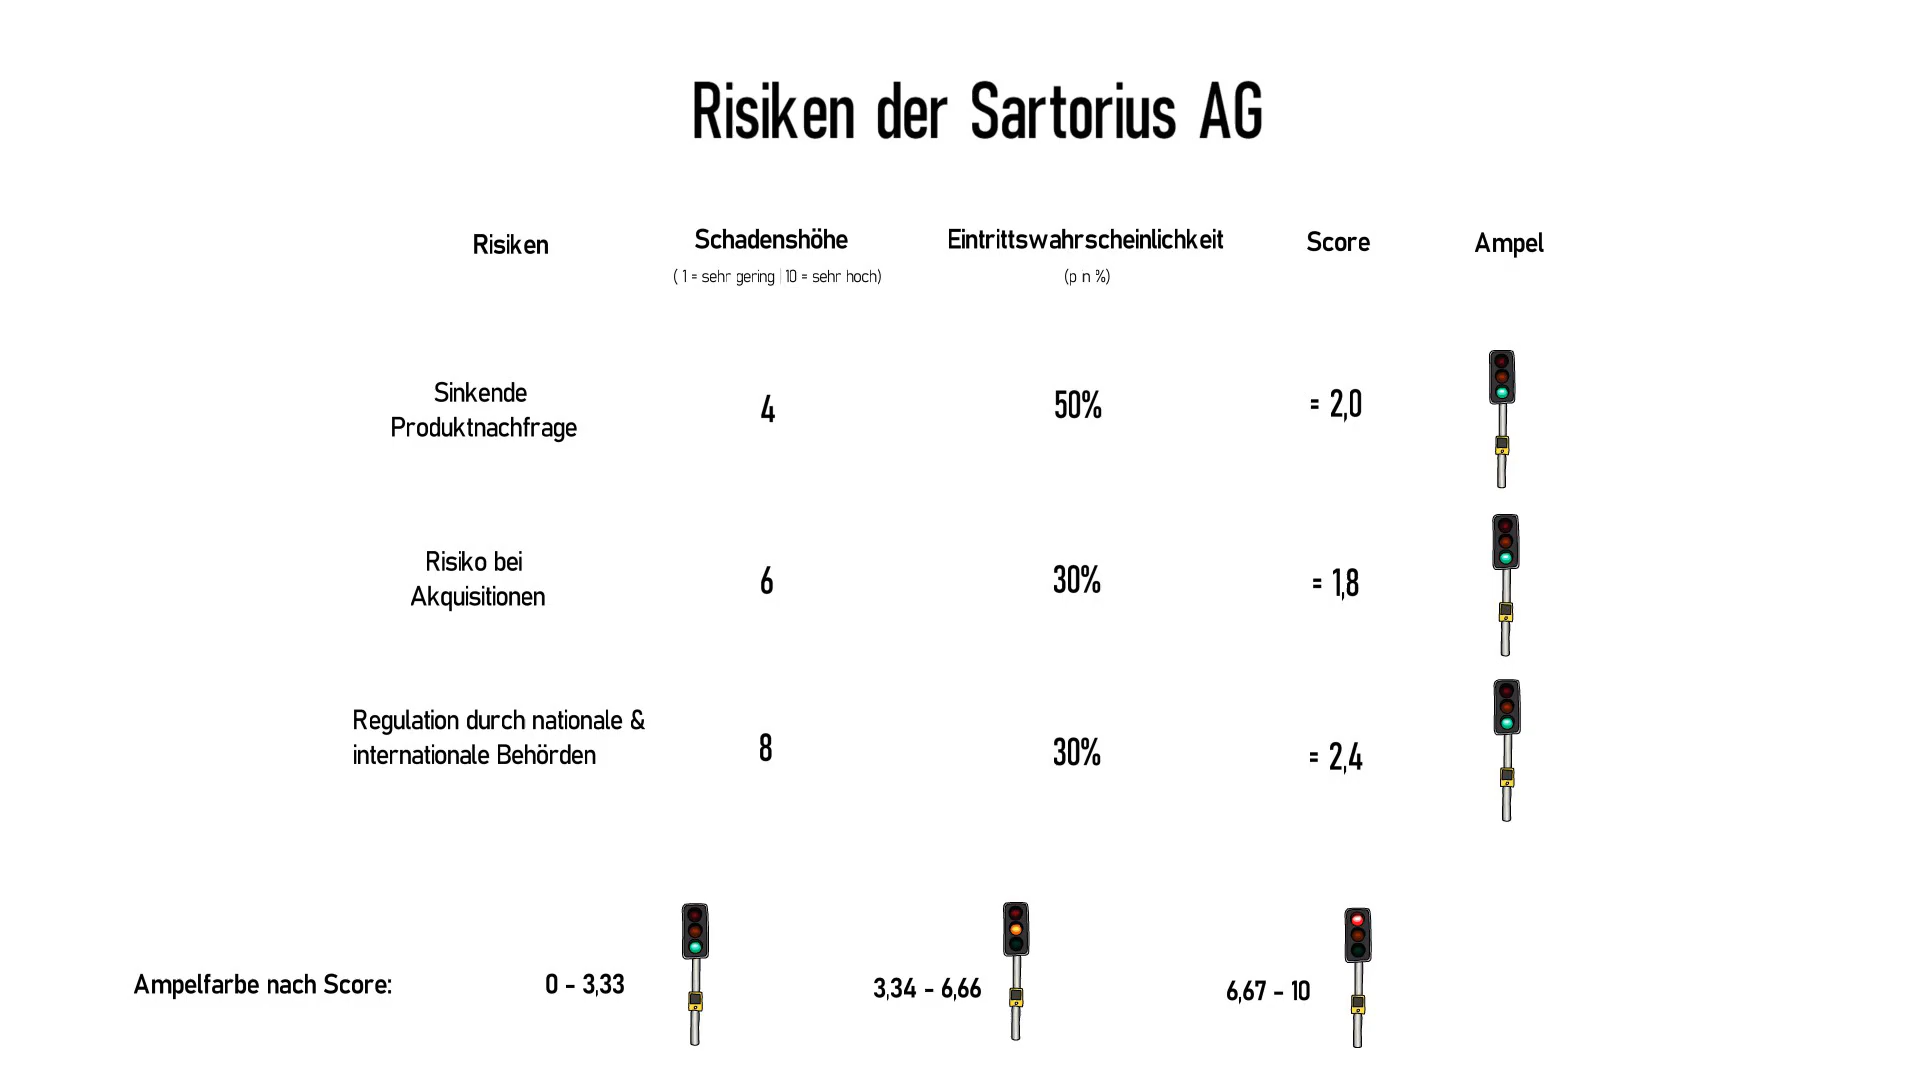 Risiken der Sartorius AG
Risiken Schadenshöhe Eintrittswahrscheinlichkeit Score Ampel
( 1 = sehr gering | 10 = sehr hoch) (p n %)
Sinkende
Produktnachfrage
4 50% = 2,0
Risiko bei
Akquisitionen
6 30% = 1,8
Regulation durch nationale &
internationale Behörden
8 30% = 2,4
Ampelfarbe nach Score: 0 - 3,33 3,34 - 6,66 6,67 - 10